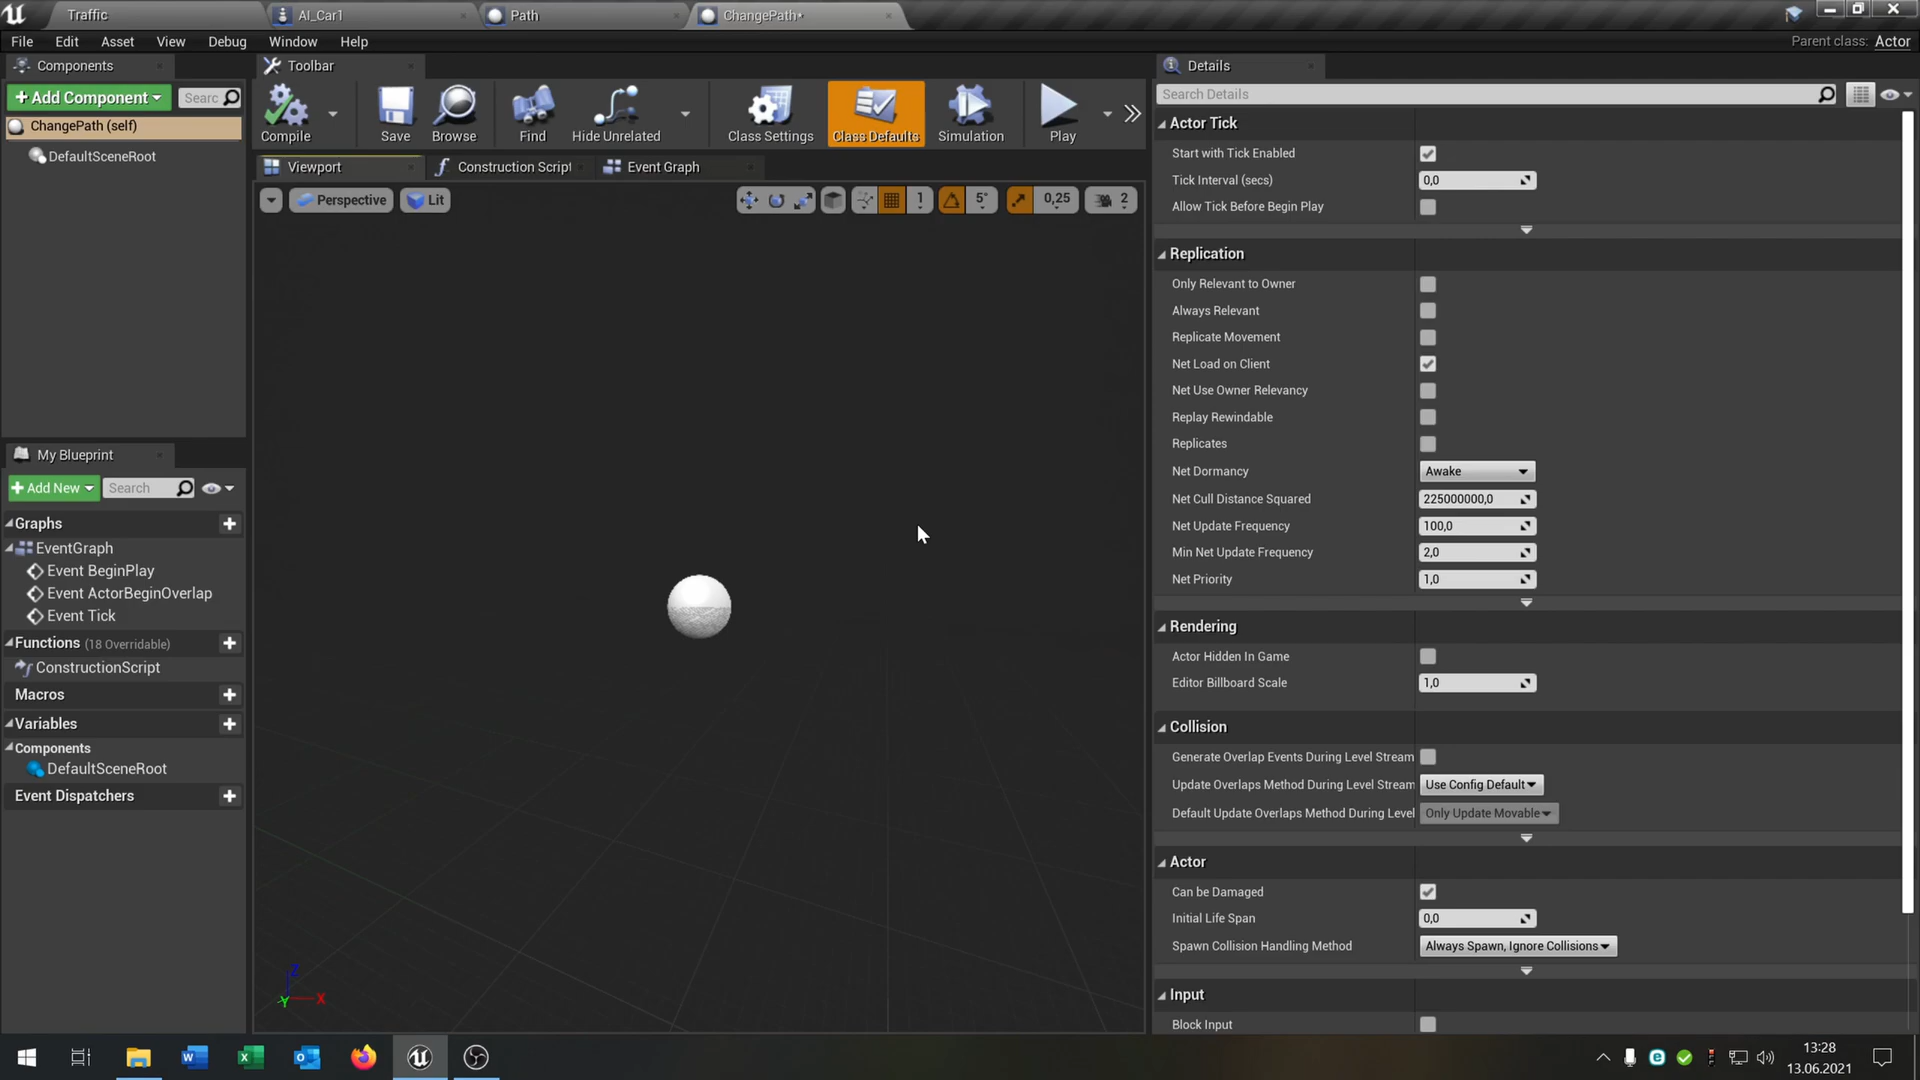 Traffic
AI_Car1
Path
ChangePath*
File
Edit
Asset
View
Debug
Window
Help
Parent class: Actor
Components
+ Add Component
Searc
ChangePath (self)
DefaultSceneRoot
Toolbar
Compile
Save
Browse
Find
Hide Unrelated
Class Settings
Class Defaults
Simulation
Play
Viewport
Construction Script
Event Graph
Perspective
Lit
1
5°
0,25
2
Z
Y
X
My Blueprint
+ Add New
Search
Graphs
EventGraph
Event BeginPlay
Event ActorBeginOverlap
Event Tick
Functions (18 Overridable)
ConstructionScript
Macros
Variables
Components
DefaultSceneRoot
Event Dispatchers
Details
Search Details
Actor Tick
Start with Tick Enabled
Tick Interval (secs) 0,0
Allow Tick Before Begin Play
Replication
Only Relevant to Owner
Always Relevant
Replicate Movement
Net Load on Client
Net Use Owner Relevancy
Replay Rewindable
Replicates
Net Dormancy Awake
Net Cull Distance Squared 225000000,0
Net Update Frequency 100,0
Min Net Update Frequency 2,0
Net Priority 1,0
Rendering
Actor Hidden In Game
Editor Billboard Scale 1,0
Collision
Generate Overlap Events During Level Stream
Update Overlaps Method During Level Stream Use Config Default
Default Update Overlaps Method During Level Only Update Movable
Actor
Can be Damaged
Initial Life Span 0,0
Spawn Collision Handling Method Always Spawn, Ignore Collisions
Input
Block Input
13:28
13.06.2021